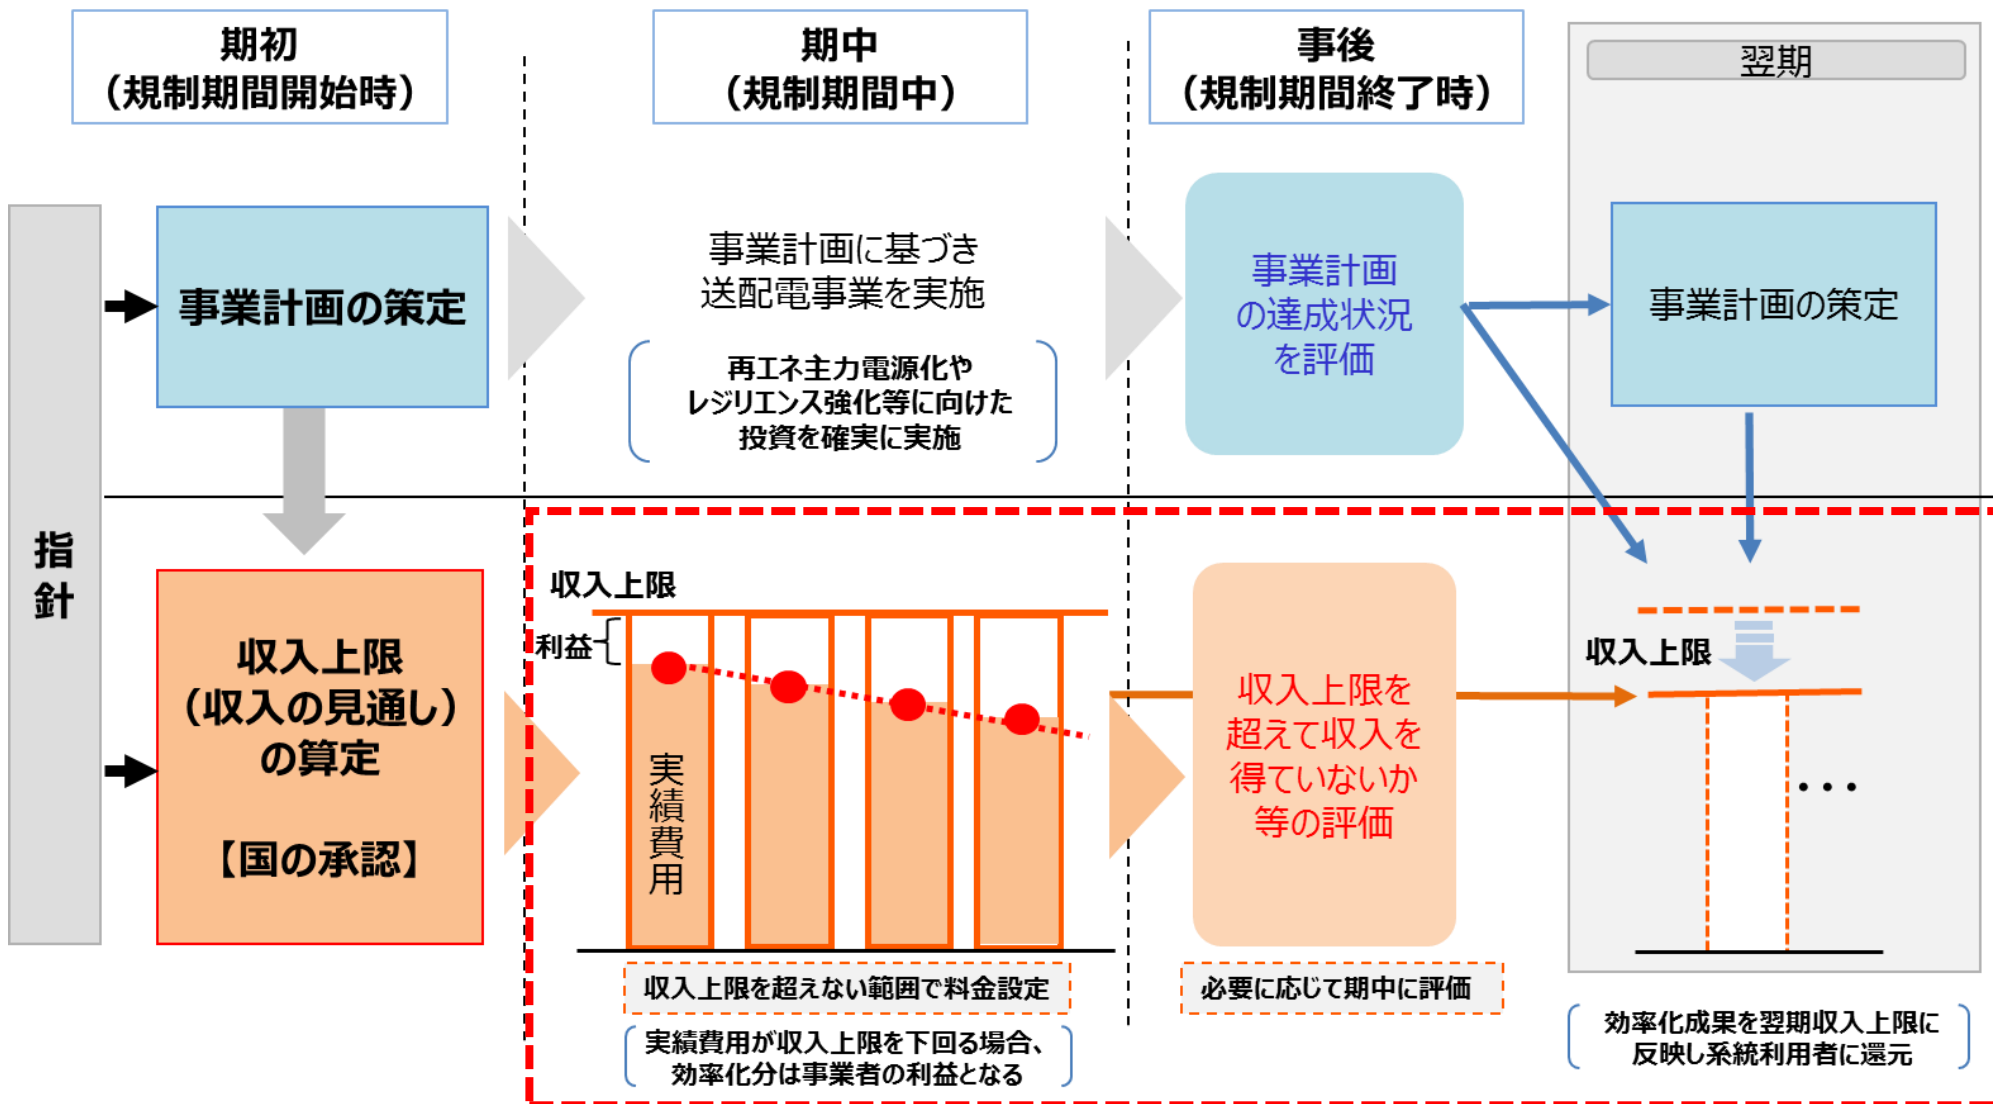 期初
（規制期間開始時）
期中
（規制期間中）
事後
（規制期間終了時）
翌期
指
針
事業計画の策定
事業計画に基づき
送配電事業を実施
再エネ主力電源化や
レジリエンス強化等に向けた
投資を確実に実施
事業計画
の達成状況
を評価
事業計画の策定
収入上限
（収入の見通し）
の算定
【国の承認】
収入上限
利益
実績費用
収入上限を超えない範囲で料金設定
実績費用が収入上限を下回る場合、
効率化分は事業者の利益となる
収入上限を
超えて収入を
得ていないか
等の評価
必要に応じて期中に評価
収入上限
・・・
効率化成果を翌期収入上限に
反映し系統利用者に還元